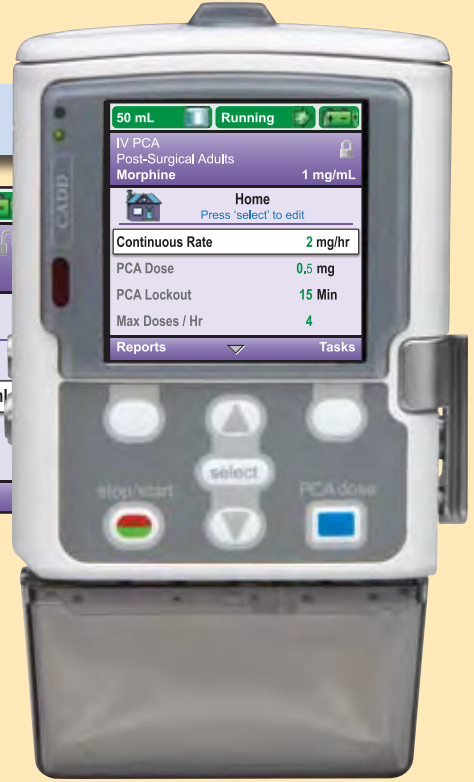 50 mL Running
CADD
IV PCA
Post-Surgical Adults
Morphine 1 mg/mL
Home
Press 'select' to edit
Continuous Rate 2 mg/hr
PCA Dose 0.5 mg
PCA Lockout 15 Min
Max Doses / Hr 4
Reports Tasks
select
stop/start PCA dose